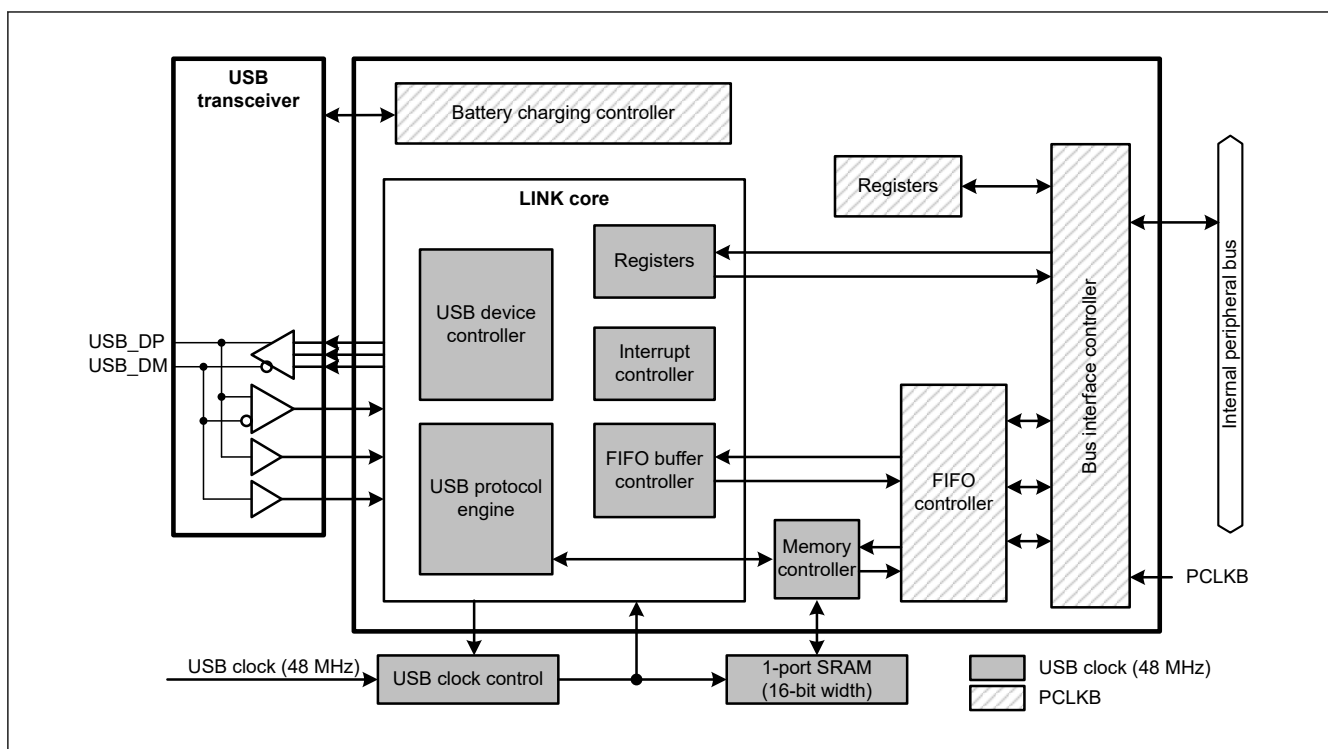 USB
transceiver
Battery charging controller
Registers
LINK core
Registers
USB device
controller
Interrupt
controller
USB_DP
USB_DM
FIFO buffer
controller
USB protocol
engine
FIFO
controller
Memory
controller
Bus interface controller
Internal peripheral bus
PCLKB
USB clock (48 MHz)
USB clock control
1-port SRAM
(16-bit width)
USB clock (48 MHz)
PCLKB